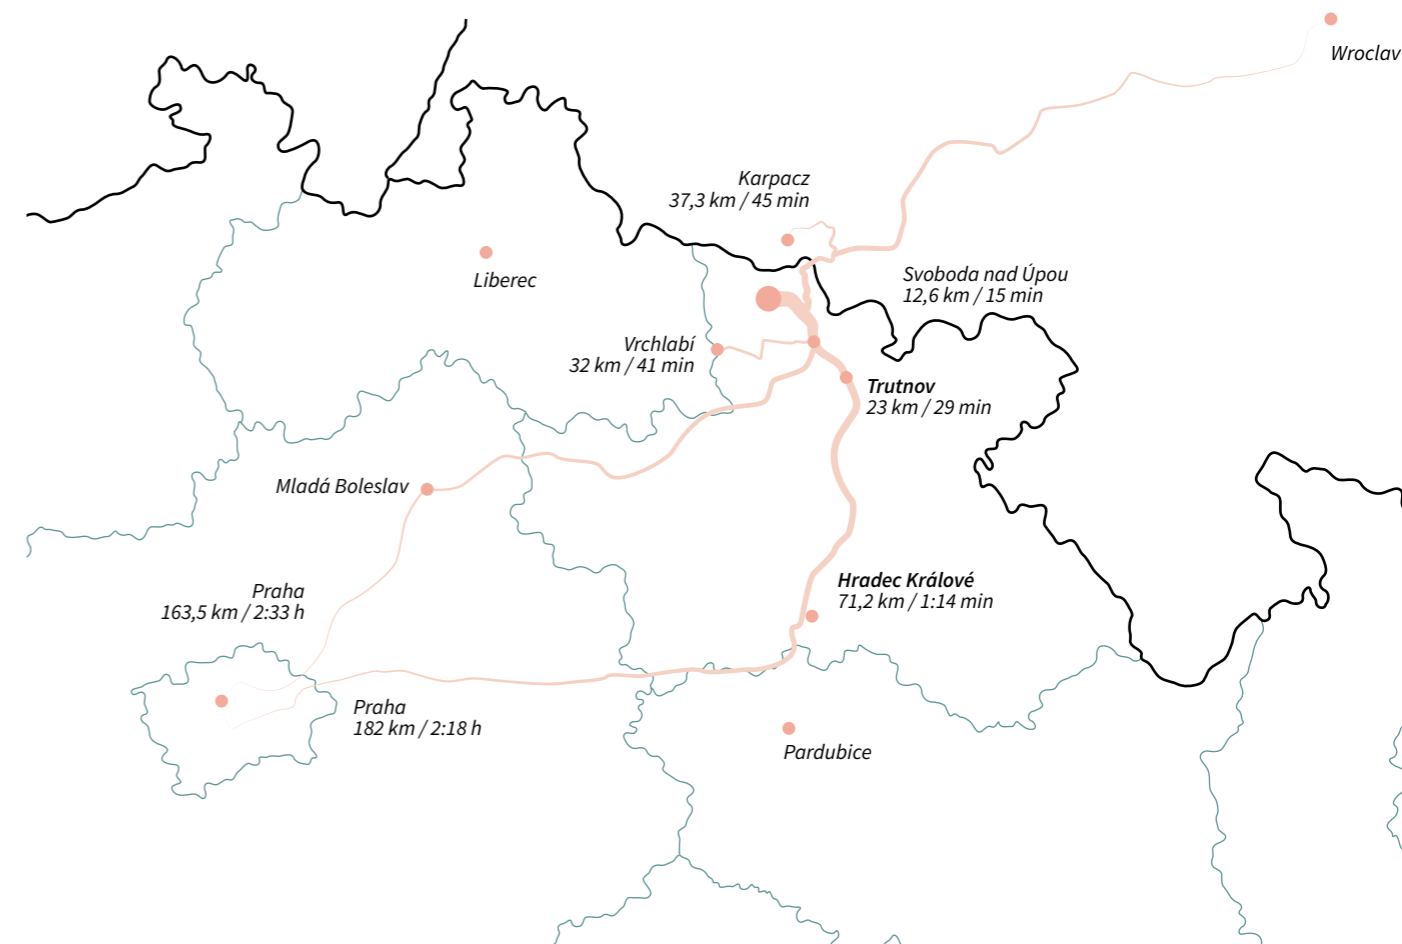 Wroclav
Karpacz
37,3 km / 45 min
Svoboda nad Úpou
12,6 km / 15 min
Liberec
Vrchlabí
32 km / 41 min
Trutnov
23 km / 29 min
Mladá Boleslav
Hradec Králové
71,2 km / 1:14 min
Praha
163,5 km / 2:33 h
Praha
182 km / 2:18 h
Pardubice